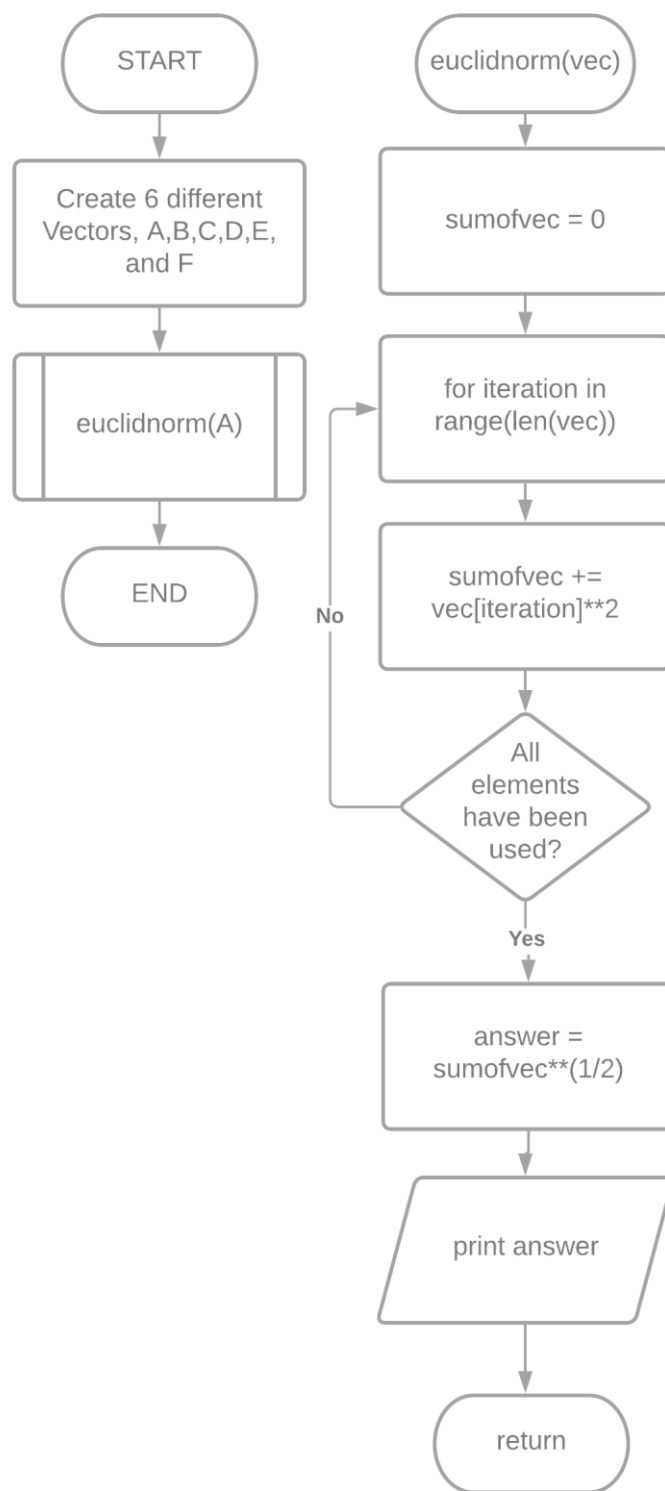 START
Create 6 different
Vectors, A,B,C,D,E,
and F
euclidnorm(A)
END
euclidnorm(vec)
sumofvec = 0
for iteration in
range(len(vec))
sumofvec +=
vec[iteration]**2
No
All
elements
have been
used?
Yes
answer =
sumofvec**(1/2)
print answer
return